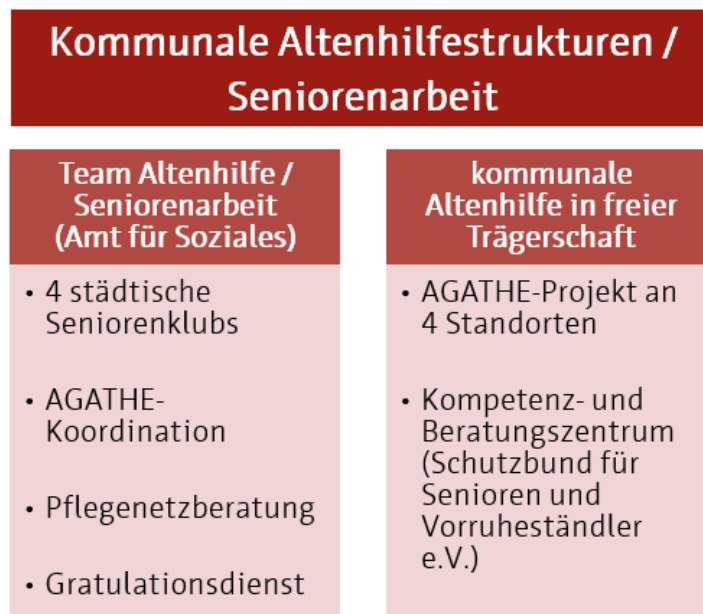 Kommunale Altenhilfestrukturen /
Seniorenarbeit
Team Altenhilfe /
Seniorenarbeit
(Amt für Soziales)
• 4 städtische
Seniorenklubs
• AGATHE-
Koordination
• Pflegenetzberatung
• Gratulationsdienst
kommunale
Altenhilfe in freier
Trägerschaft
• AGATHE-Projekt an
4 Standorten
• Kompetenz- und
Beratungszentrum
(Schutzbund für
Senioren und
Vorruheständler
e.V.)